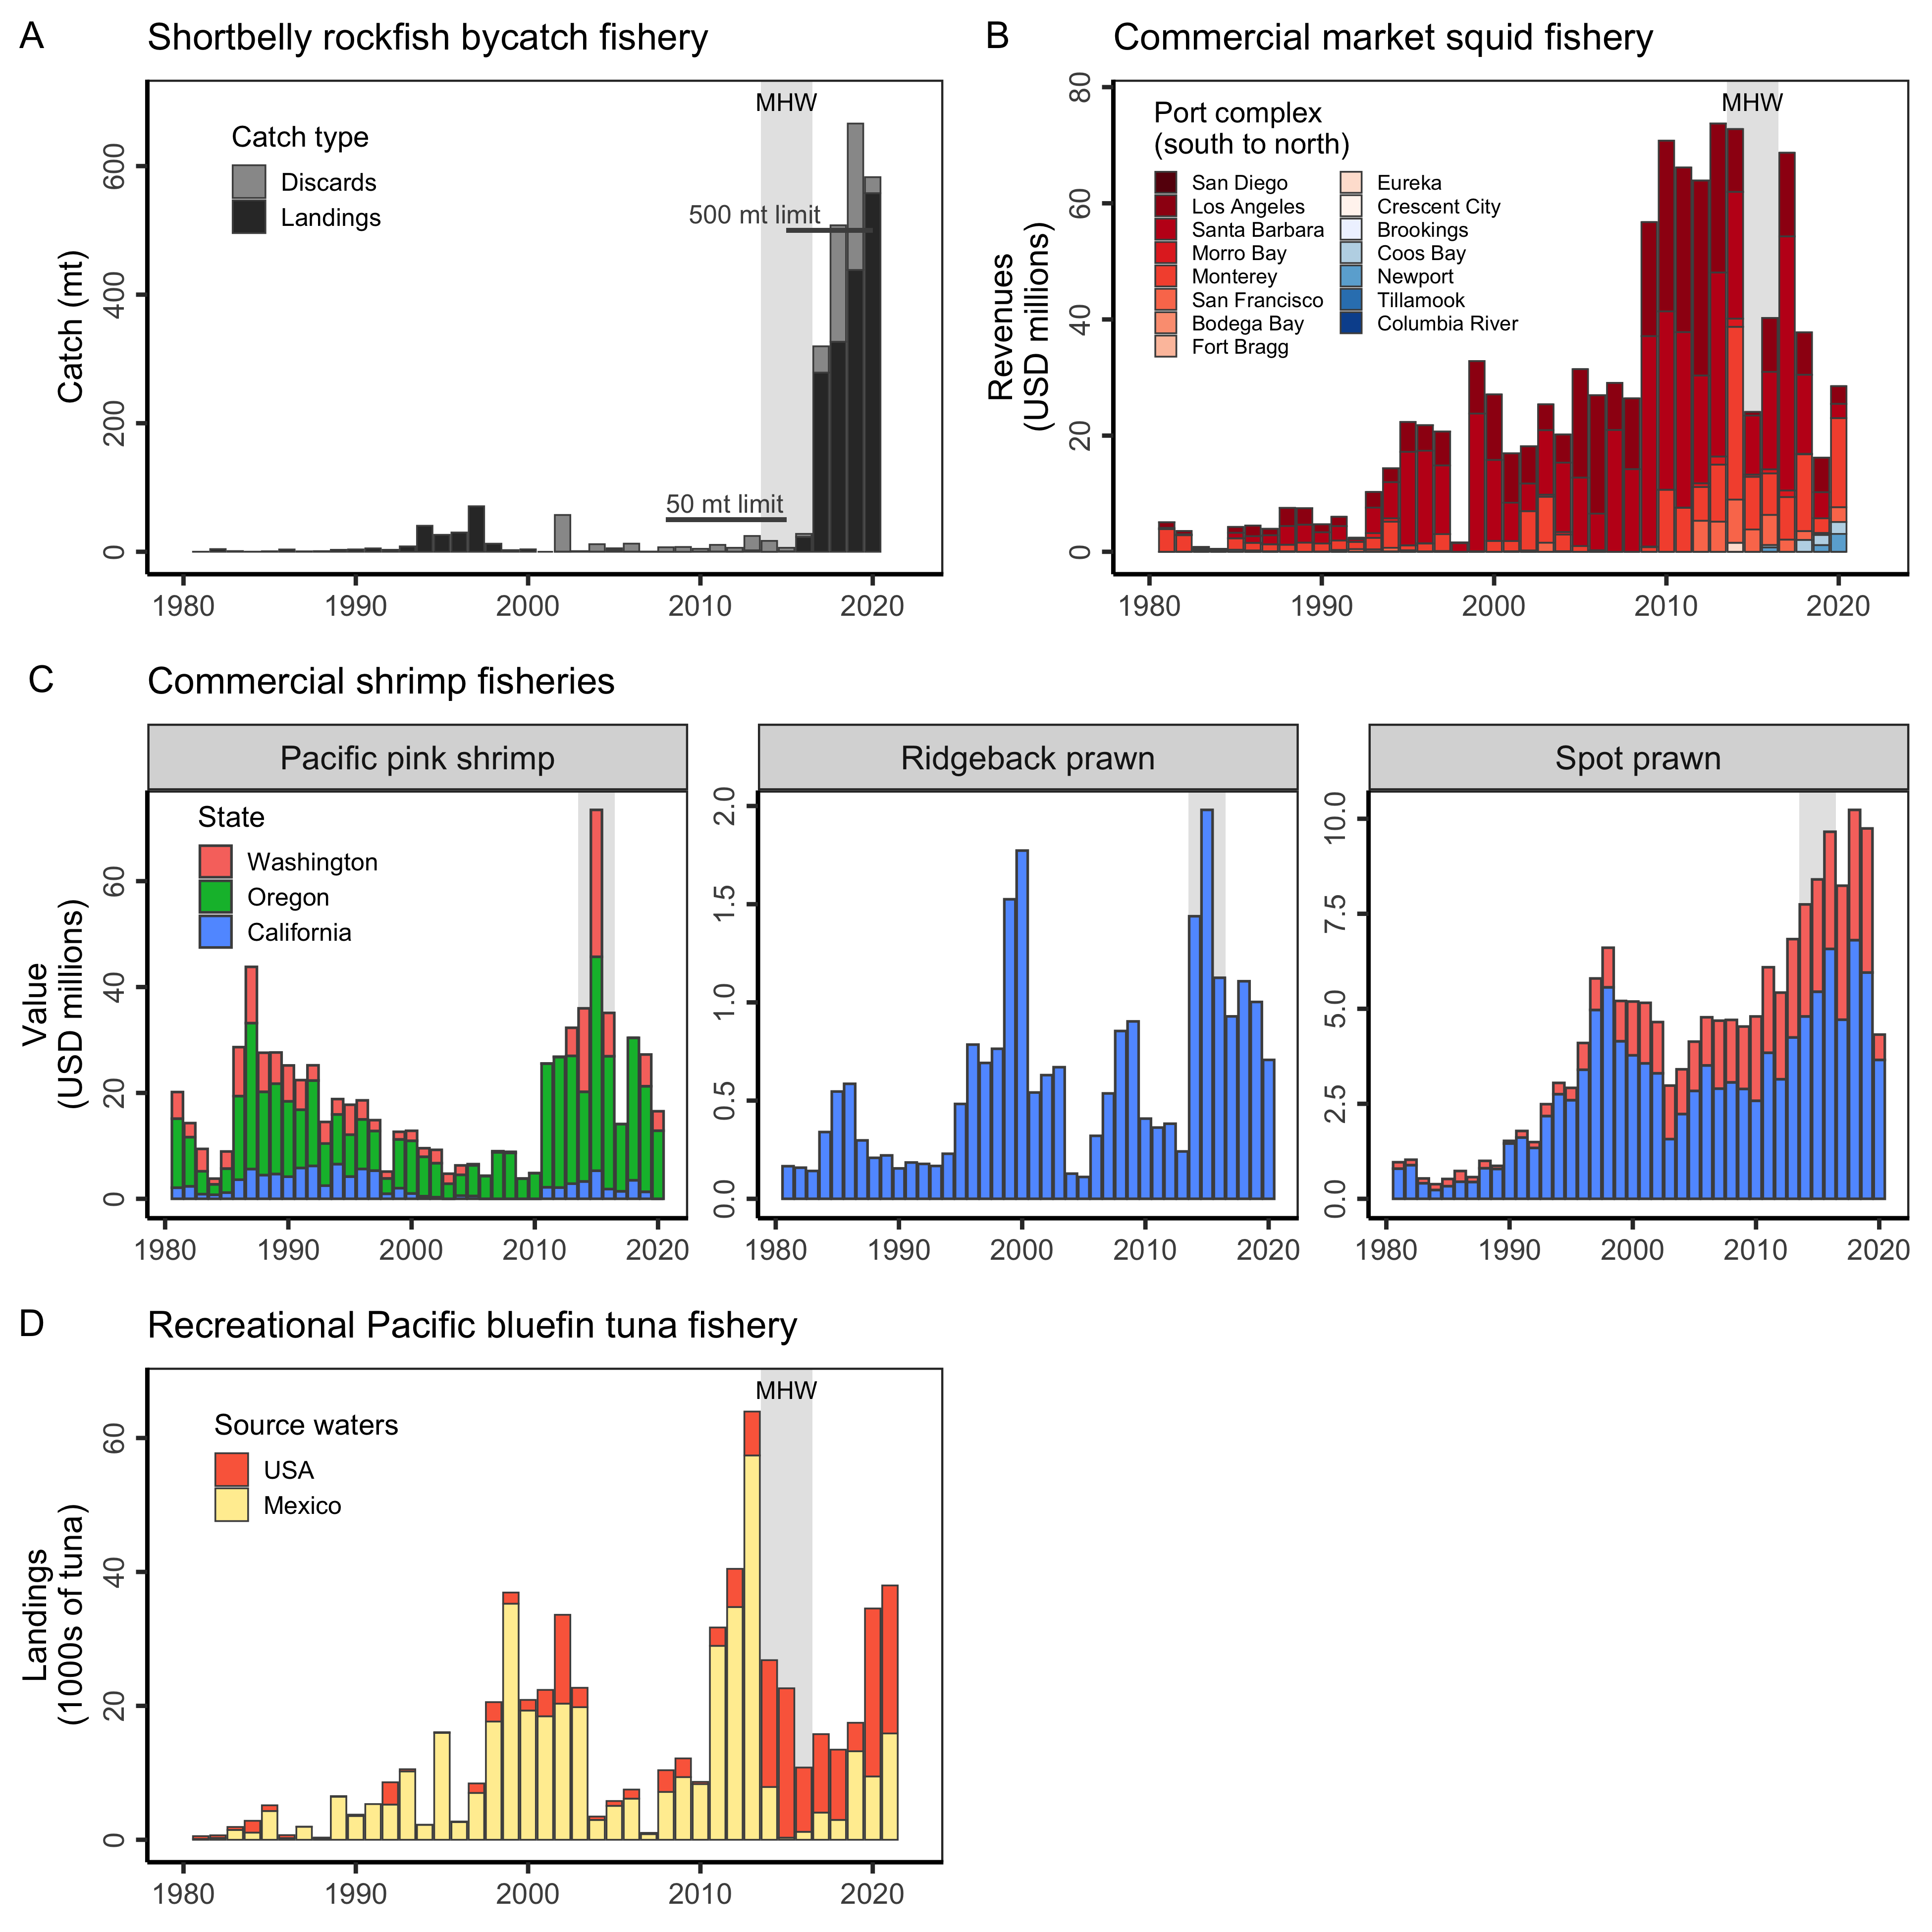 A
Shortbelly rockfish bycatch fishery
MHW
Catch type
Discards
Landings
500 mt limit
50 mt limit
Catch (mt)
0
200
400
600
1980
1990
2000
2010
2020
B
Commercial market squid fishery
MHW
Port complex
(south to north)
San Diego
Los Angeles
Santa Barbara
Morro Bay
Monterey
San Francisco
Bodega Bay
Fort Bragg
Eureka
Crescent City
Brookings
Coos Bay
Newport
Tillamook
Columbia River
Revenues
(USD millions)
0
20
40
60
80
1980
1990
2000
2010
2020
C
Commercial shrimp fisheries
Pacific pink shrimp
State
Washington
Oregon
California
Value
(USD millions)
0
20
40
60
1980
1990
2000
2010
2020
Ridgeback prawn
0.0
0.5
1.0
1.5
2.0
1980
1990
2000
2010
2020
Spot prawn
0.0
2.5
5.0
7.5
10.0
1980
1990
2000
2010
2020
D
Recreational Pacific bluefin tuna fishery
MHW
Source waters
USA
Mexico
Landings
(1000s of tuna)
0
20
40
60
1980
1990
2000
2010
2020